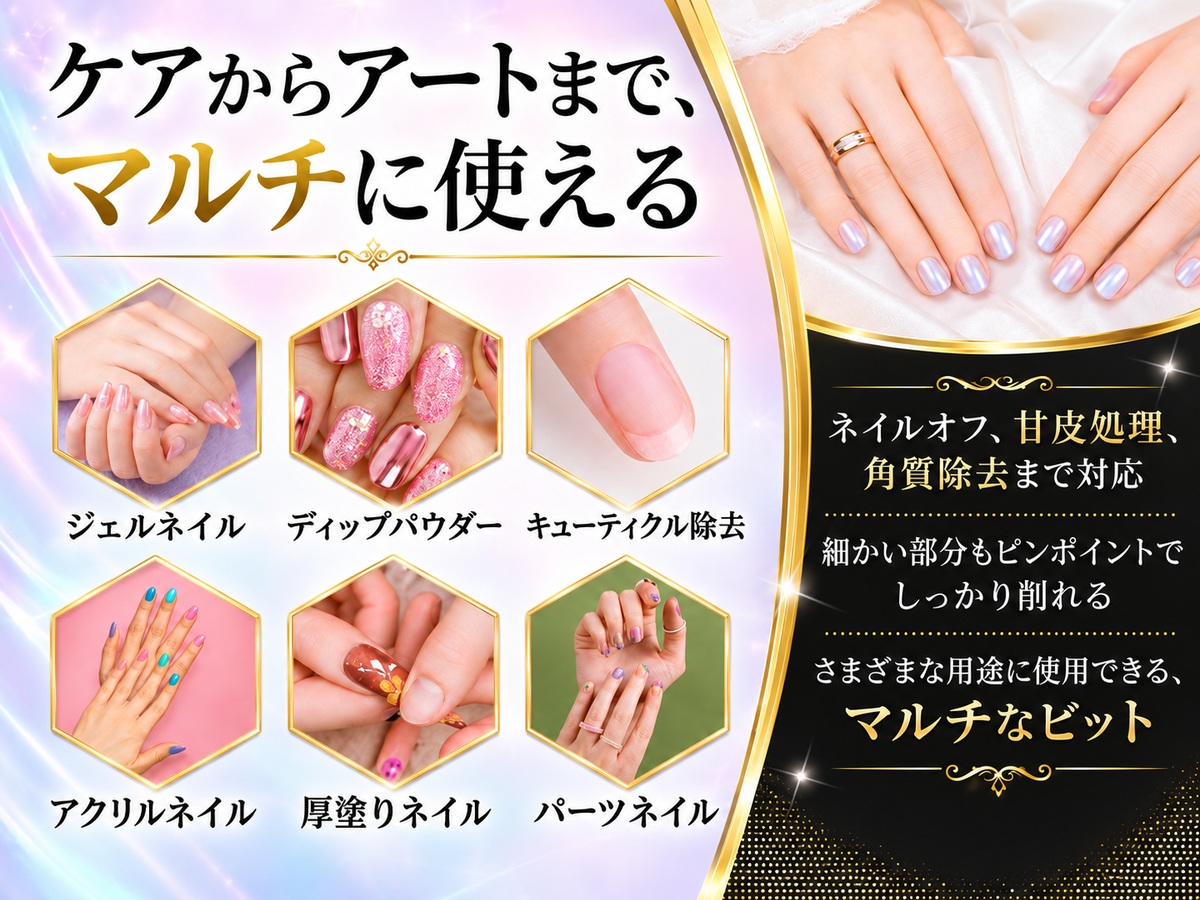 ケアからアートまで、
マルチに使える
ジェルネイル
ディップパウダー
キューティクル除去
アクリルネイル
厚塗りネイル
パーツネイル
ネイルオフ、甘皮処理、
角質除去まで対応
細かい部分もピンポイントで
しっかり削れる
さまざまな用途に使用できる、
マルチなビット